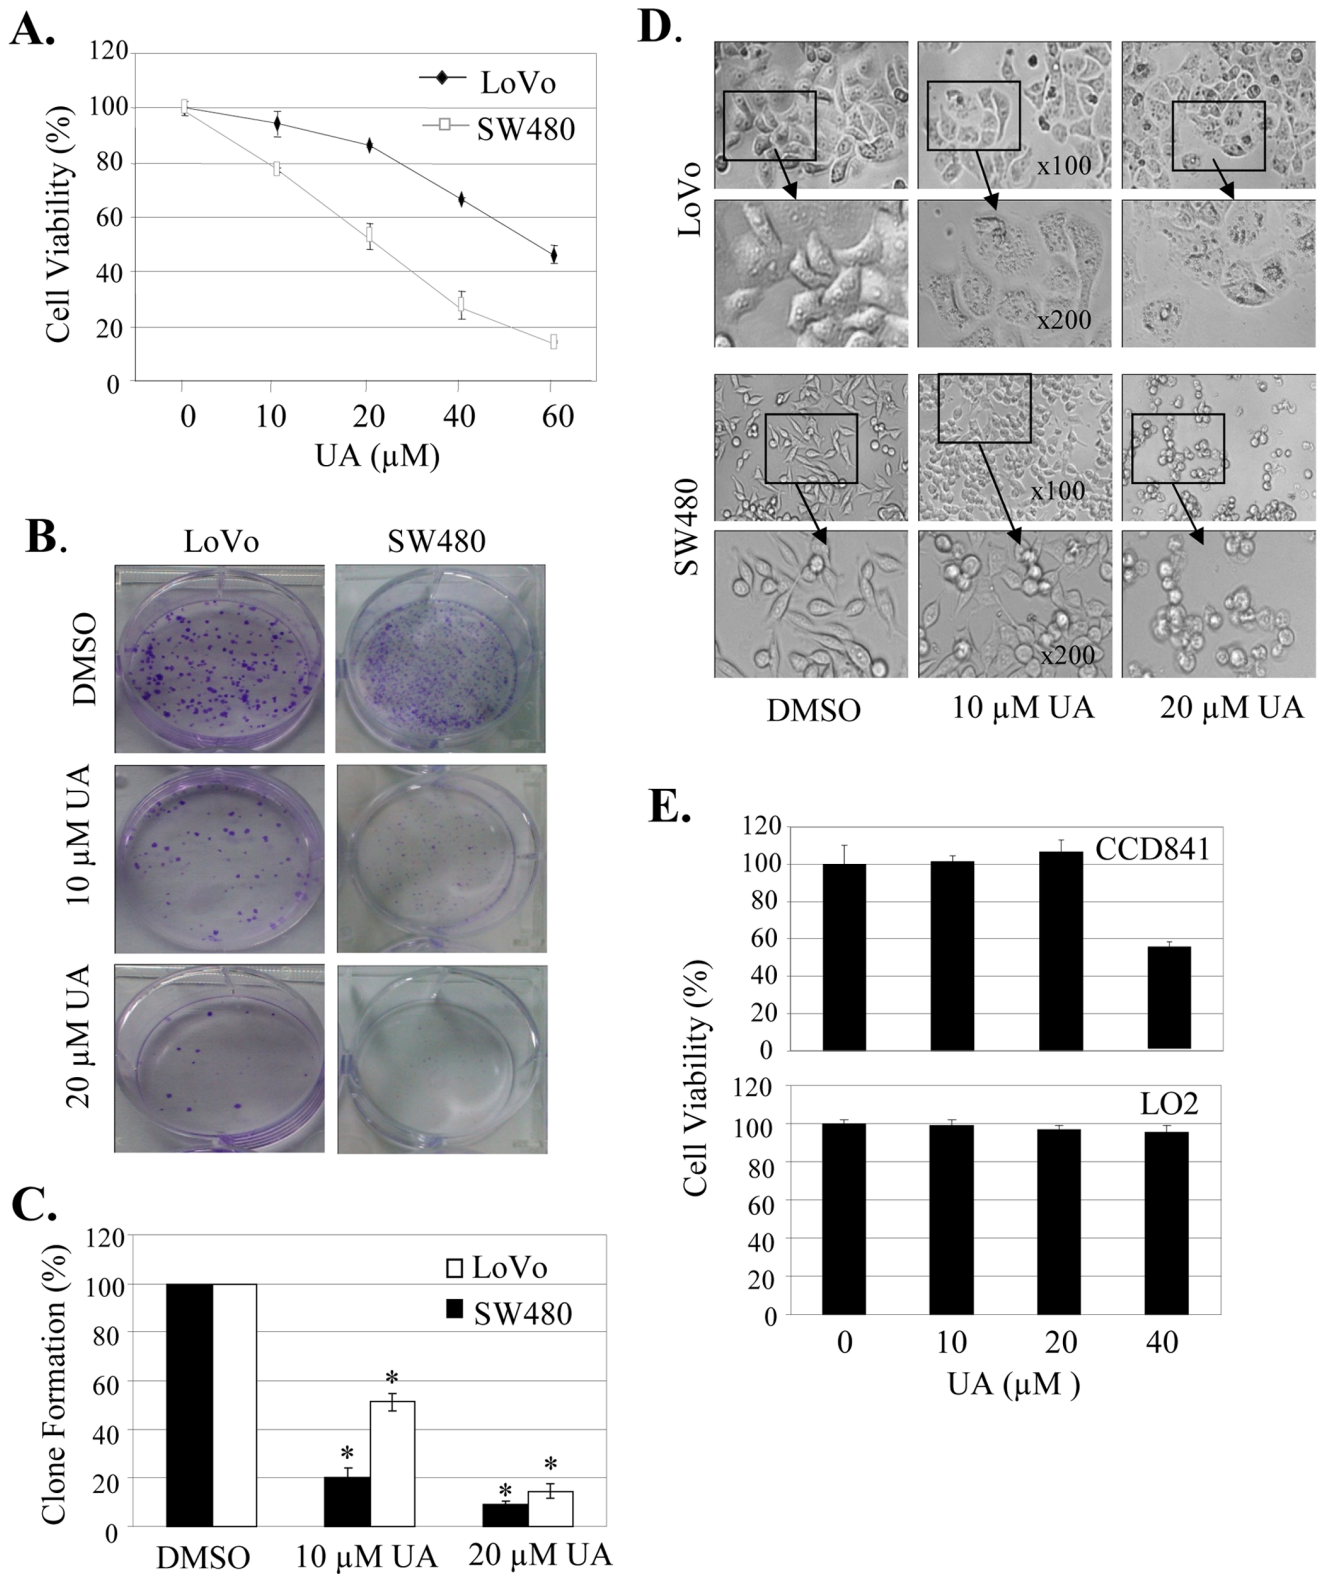 A.
120
100
80
60
40
20
0
Cell Viability (%)
LoVo
SW480
0 10 20 40 60
UA (µM)
B.
LoVo SW480
DMSO
10 µM UA
20 µM UA
C.
120
100
80
60
40
20
0
Clone Formation (%)
LoVo
SW480
*
*
*
*
DMSO 10 µM UA 20 µM UA
D.
LoVo
x100
x200
SW480
x100
x200
DMSO 10 µM UA 20 µM UA
E.
120
100
80
60
40
20
0
CCD841
Cell Viability (%)
120
100
80
60
40
20
0
LO2
0 10 20 40
UA (µM )